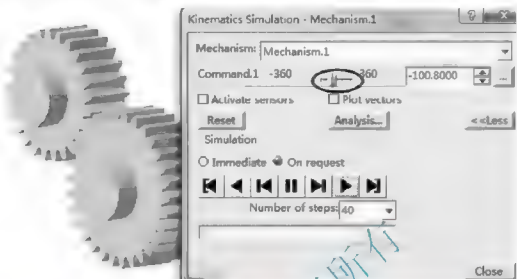 Kinematics Simulation - Mechanism.1
Mechanism: Mechanism.1
Command.1 -360 360 -100.8000 ...
Activate sensors Plot vectors
Reset Analysis... <<Less
Simulation
Immediate On request
Number of steps: 40
Close